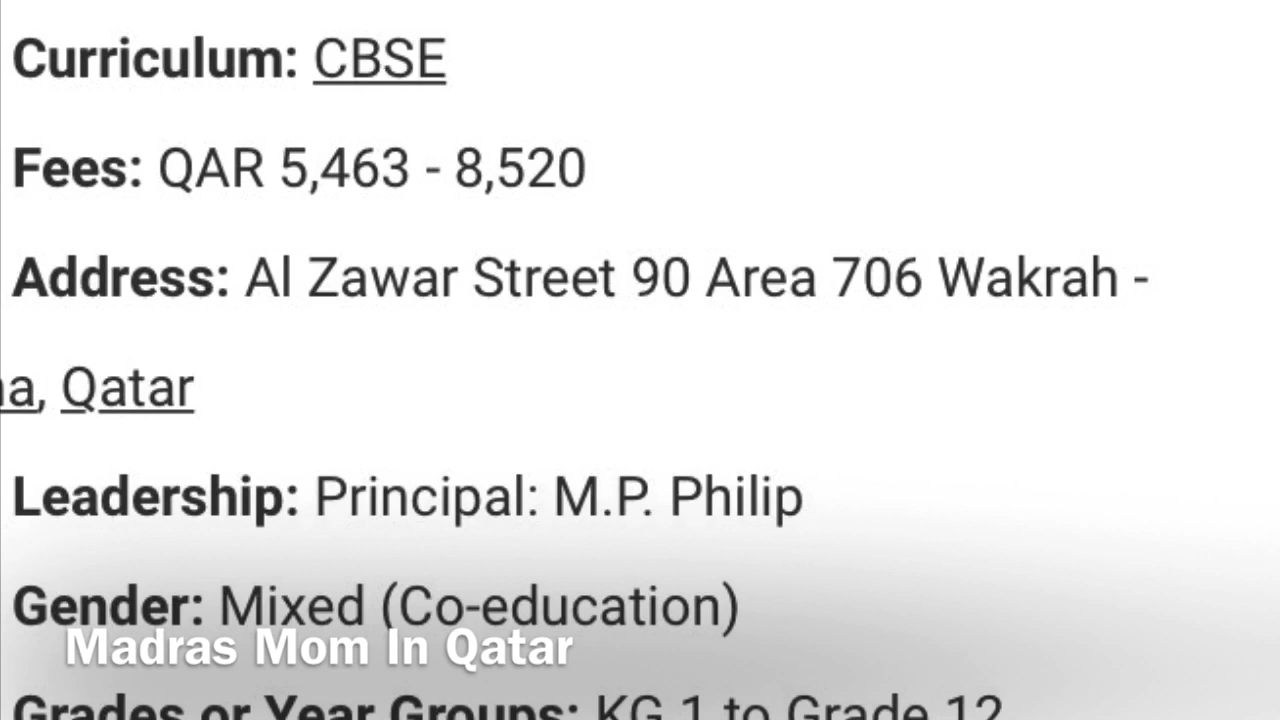 Curriculum: CBSE
Fees: QAR 5,463 - 8,520
Address: Al Zawar Street 90 Area 706 Wakrah -
a, Qatar
Leadership: Principal: M.P. Philip
Gender: Mixed (Co-education)
Madras Mom In Qatar
Grades or Year Groups: KG 1 to Grade 12